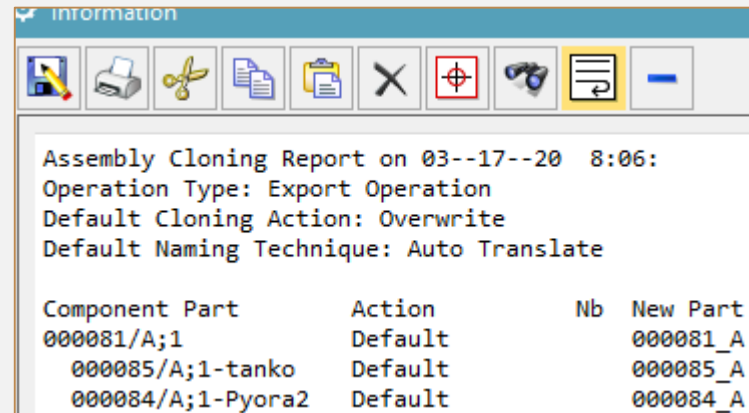 Information
Assembly Cloning Report on 03--17--20  8:06:
Operation Type: Export Operation
Default Cloning Action: Overwrite
Default Naming Technique: Auto Translate
Component Part Action Nb New Part
000081/A;1 Default 000081_A
000085/A;1-tanko Default 000085_A
000084/A;1-Pyora2 Default 000084_A